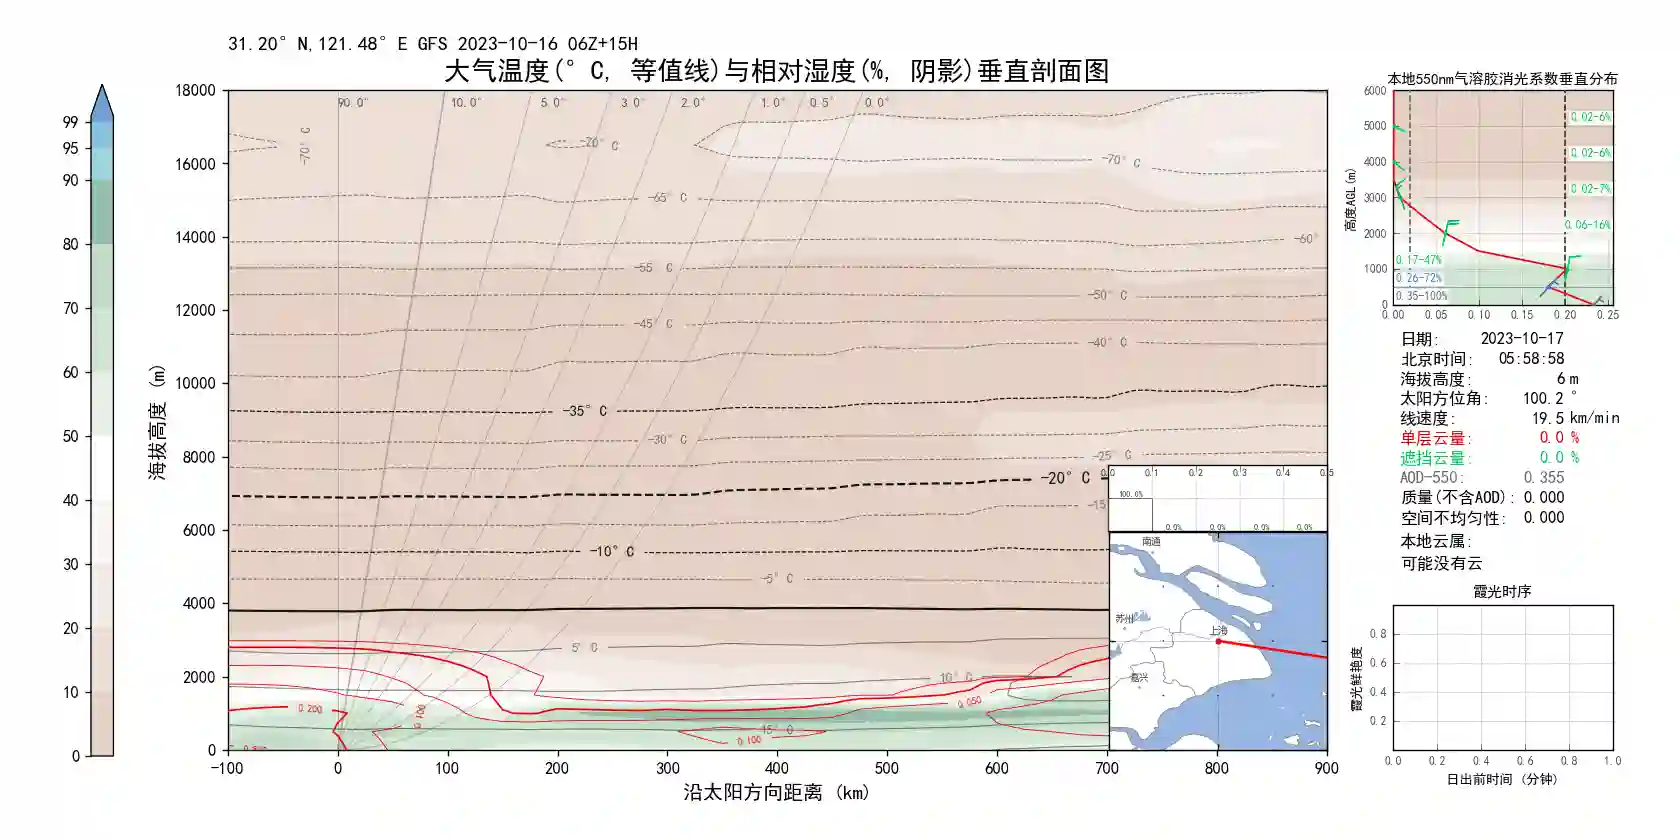 31.20°N,121.48°E GFS 2023-10-16 06Z+15H
大气温度(°C, 等值线)与相对湿度(%, 阴影)垂直剖面图
99
95
90
80
70
60
50
40
30
20
10
0
海拔高度 (m)
18000
16000
14000
12000
10000
8000
6000
4000
2000
0
90.0° 10.0° 5.0° 3.0° 2.0° 1.0° 0.5° 0.0°
-70°C
-70°C
-70°C
-65°C
-60°
-55°C
-50°C
-45°C
-40°C
-35°C
-30°C
-25°C
-20°C
-15
-10°C
-5°C
5°C
10°C
15°C
0.200
0.100
0.050
0.100
-100 0 100 200 300 400 500 600 700 800 900
沿太阳方向距离 (km)
0.0 0.1 0.2 0.3 0.4 0.5
100.0%
0.0% 0.0% 0.0% 0.0%
南通
苏州
上海
嘉兴
本地550nm气溶胶消光系数垂直分布
高度AGL(m)
6000
5000
4000
3000
2000
1000
0
0.02-6%
0.02-6%
0.02-7%
0.06-16%
0.17-47%
0.26-72%
0.35-100%
0.00 0.05 0.10 0.15 0.20 0.25
日期: 2023-10-17
北京时间: 05:58:58
海拔高度: 6 m
太阳方位角: 100.2 °
线速度: 19.5 km/min
单层云量: 0.0 %
遮挡云量: 0.0 %
AOD-550: 0.355
质量(不含AOD): 0.000
空间不均匀性: 0.000
本地云属:
可能没有云
霞光时序
霞光鲜艳度
0.8
0.6
0.4
0.2
0.0 0.2 0.4 0.6 0.8 1.0
日出前时间 (分钟)